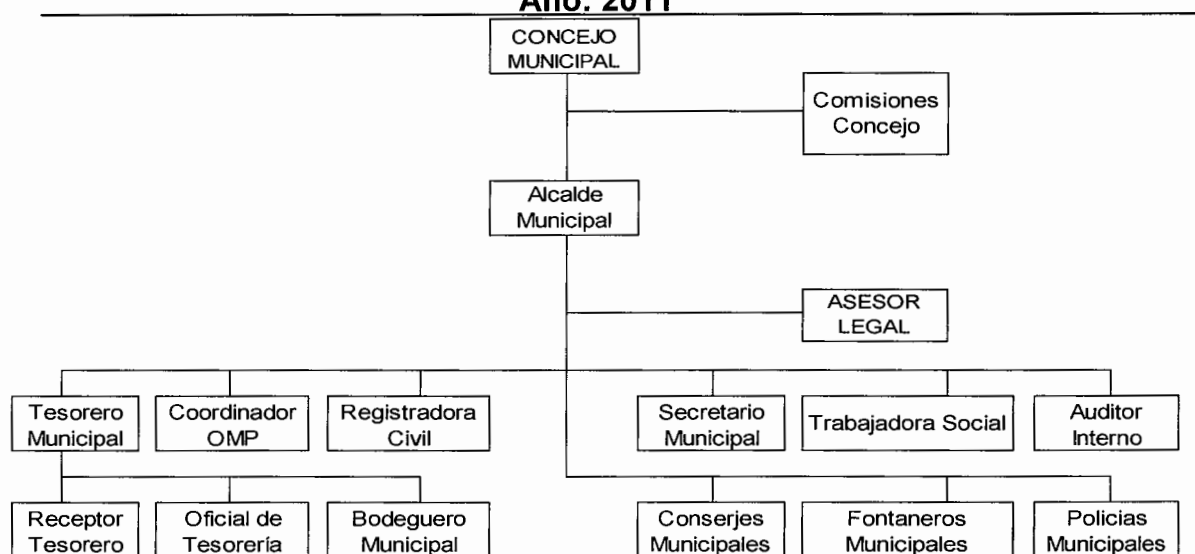 Año: 2011
CONCEJO
MUNICIPAL
Comisiones
Concejo
Alcalde
Municipal
ASESOR
LEGAL
Tesorero
Municipal
Coordinador
OMP
Registradora
Civil
Secretario
Municipal
Trabajadora Social
Auditor
Interno
Receptor
Tesorero
Oficial de
Tesorería
Bodeguero
Municipal
Conserjes
Municipales
Fontaneros
Municipales
Policias
Municipales